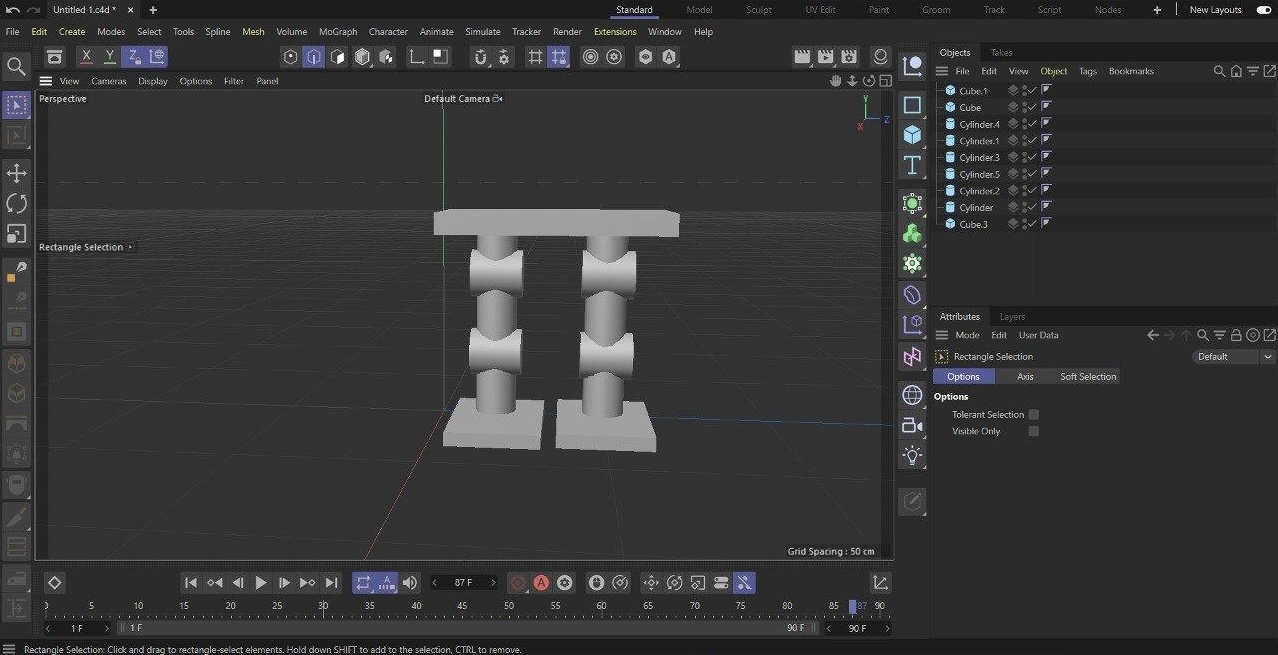 Untitled 1.c4d * × +
Standard Model Sculpt UV Edit Paint Groom Track Script Nodes + New Layouts
File Edit Create Modes Select Tools Spline Mesh Volume MoGraph Character Animate Simulate Tracker Render Extensions Window Help
X Y Z
Objects Takes
File Edit View Object Tags Bookmarks
View Cameras Display Options Filter Panel
Perspective
Default Camera
Y
Z
X
Rectangle Selection
Grid Spacing : 50 cm
Cube.1
Cube
Cylinder.4
Cylinder.1
Cylinder.3
Cylinder.5
Cylinder.2
Cylinder
Cube.3
Attributes Layers
Mode Edit User Data
Rectangle Selection
Default
Options Axis Soft Selection
Options
Tolerant Selection
Visible Only
A
87 F
A
0 5 10 15 20 25 30 35 40 45 50 55 60 65 70 75 80 85 87 90
1 F
1 F
90 F
90 F
Rectangle Selection: Click and drag to rectangle-select elements. Hold down SHIFT to add to the selection, CTRL to remove.